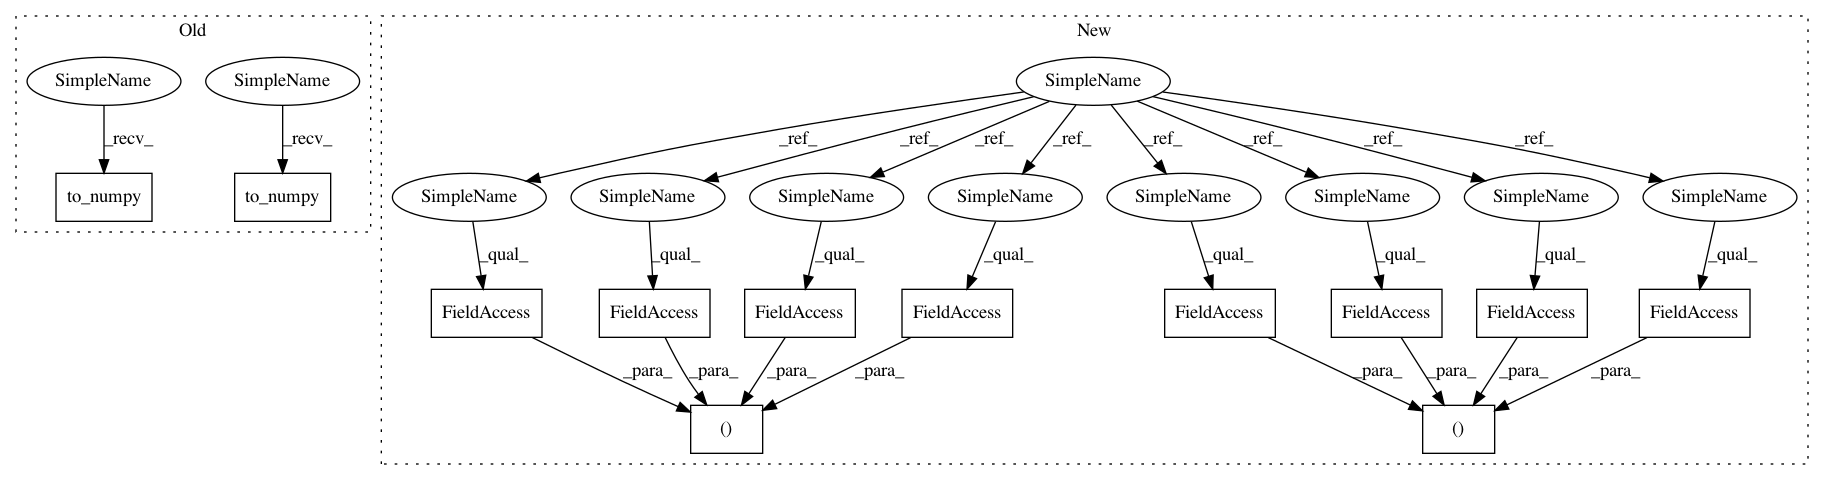 Old
New
SimpleName
SimpleName
SimpleName
_recv_
_recv_
_ref_
_ref_
_ref_
_ref_
_ref_
_ref_
_ref_
_ref_
to_numpy
to_numpy
SimpleName
SimpleName
SimpleName
SimpleName
SimpleName
SimpleName
SimpleName
SimpleName
_qual_
_qual_
_qual_
_qual_
_qual_
_qual_
_qual_
_qual_
FieldAccess
FieldAccess
FieldAccess
FieldAccess
FieldAccess
FieldAccess
FieldAccess
FieldAccess
_para_
_para_
_para_
_para_
_para_
_para_
_para_
_para_
()
()